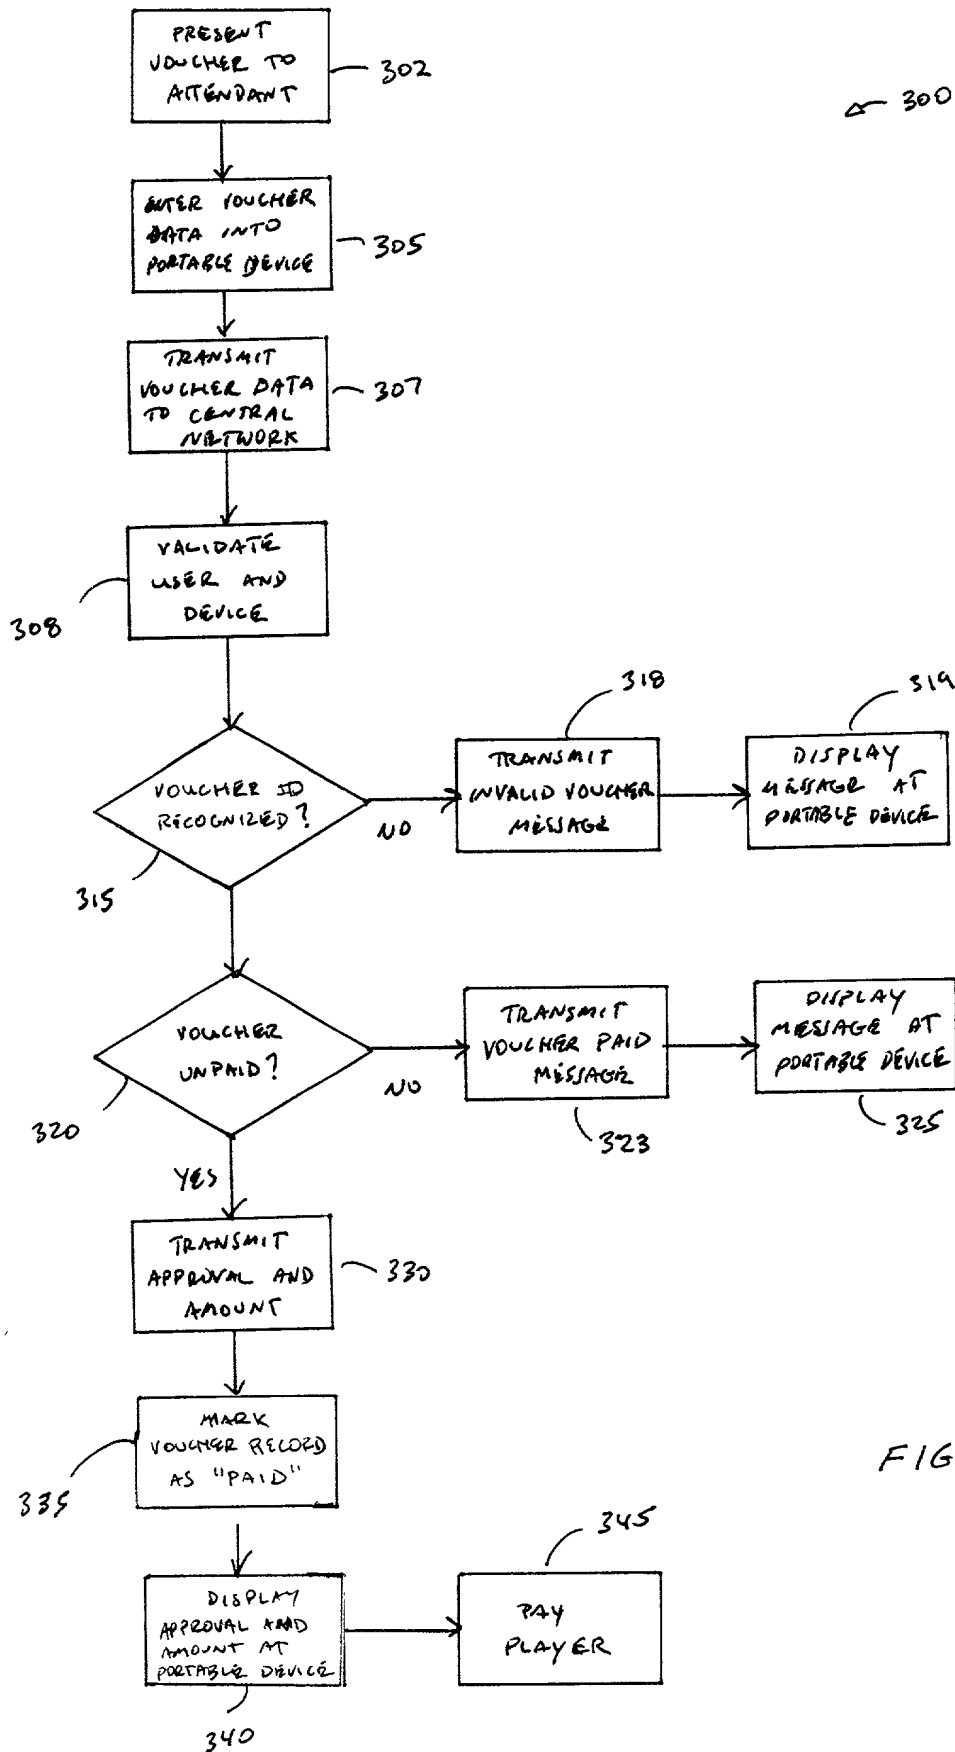 PRESENT
VOUCHER TO
ATTENDANT
302
300
ENTER VOUCHER
DATA INTO
PORTABLE DEVICE
305
TRANSMIT
VOUCHER DATA
TO CENTRAL
NETWORK
307
VALIDATE
USER AND
DEVICE
308
VOUCHER ID
RECOGNIZED?
315
NO
318
TRANSMIT
INVALID VOUCHER
MESSAGE
319
DISPLAY
MESSAGE AT
PORTABLE DEVICE
VOUCHER
UNPAID?
320
NO
TRANSMIT
VOUCHER PAID
MESSAGE
323
DISPLAY
MESSAGE AT
PORTABLE DEVICE
325
YES
TRANSMIT
APPROVAL AND
AMOUNT
330
MARK
VOUCHER RECORD
AS "PAID"
335
FIG
DISPLAY
APPROVAL AND
AMOUNT AT
PORTABLE DEVICE
340
345
PAY
PLAYER